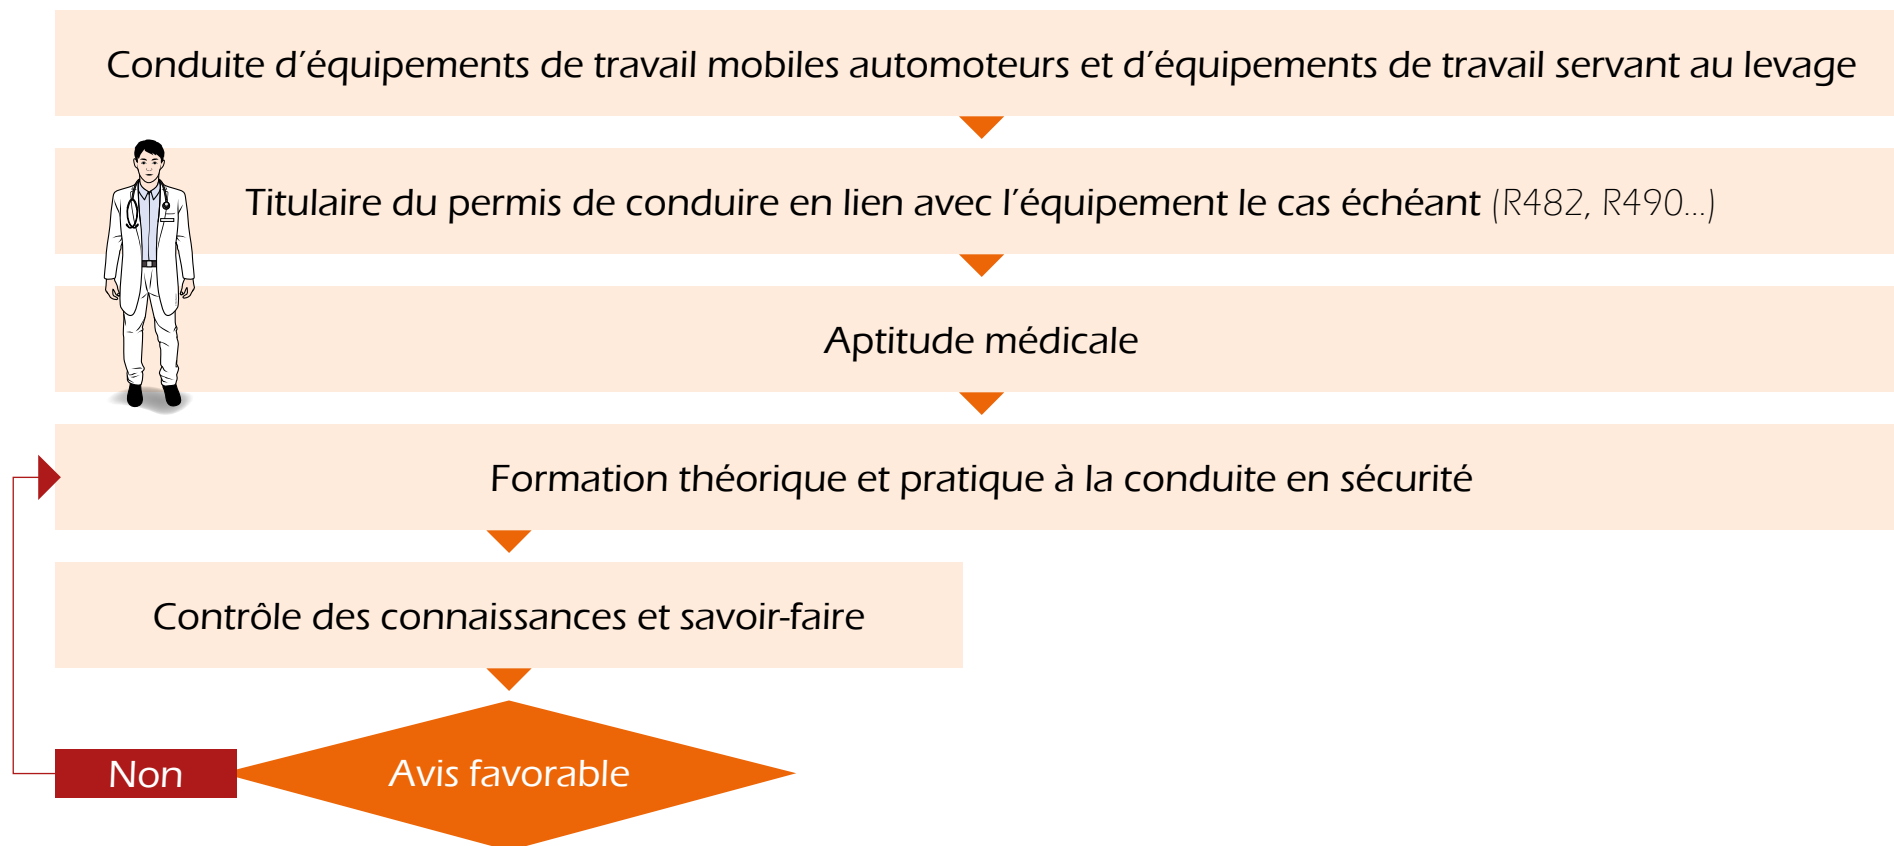 Conduite d’équipements de travail mobiles automoteurs et d’équipements de travail servant au levage
Titulaire du permis de conduire en lien avec l’équipement le cas échéant (R482, R490...)
Aptitude médicale
Formation théorique et pratique à la conduite en sécurité
Contrôle des connaissances et savoir-faire
Non
Avis favorable